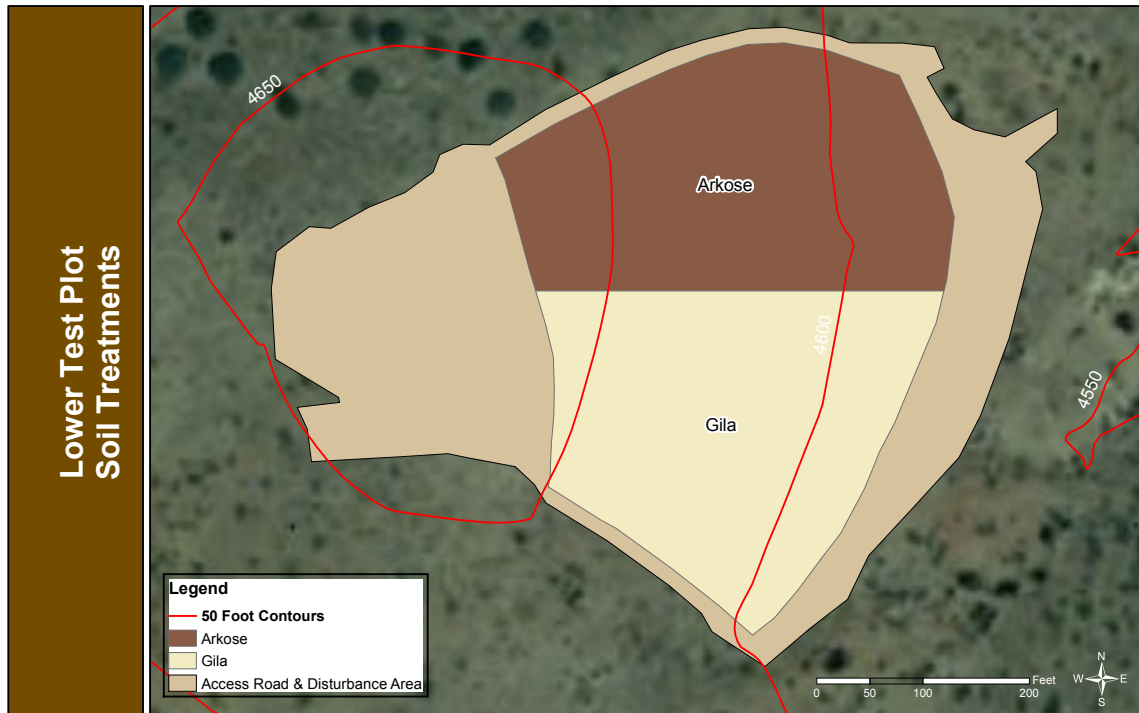 Lower Test Plot
Soil Treatments
4650
Arkose
4600
4550
Gila
Legend
50 Foot Contours
Arkose
Gila
Access Road & Disturbance Area
Feet
0 50 100 200
N
W E
S